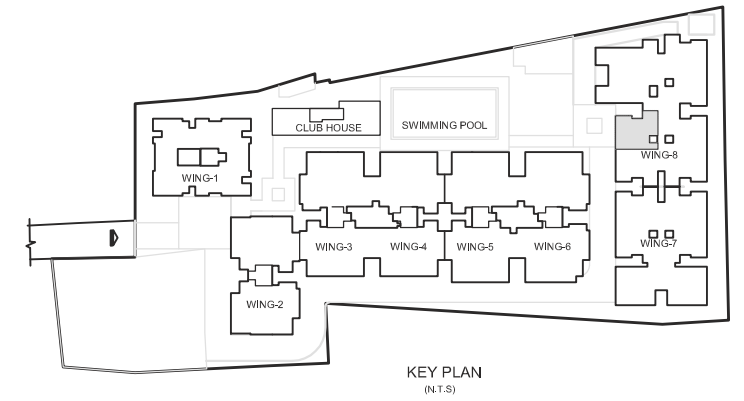 CLUB HOUSE
SWIMMING POOL
WING-1
WING-8
WING-3
WING-4
WING-5
WING-6
WING-7
WING-2
KEY PLAN
(N.T.S)